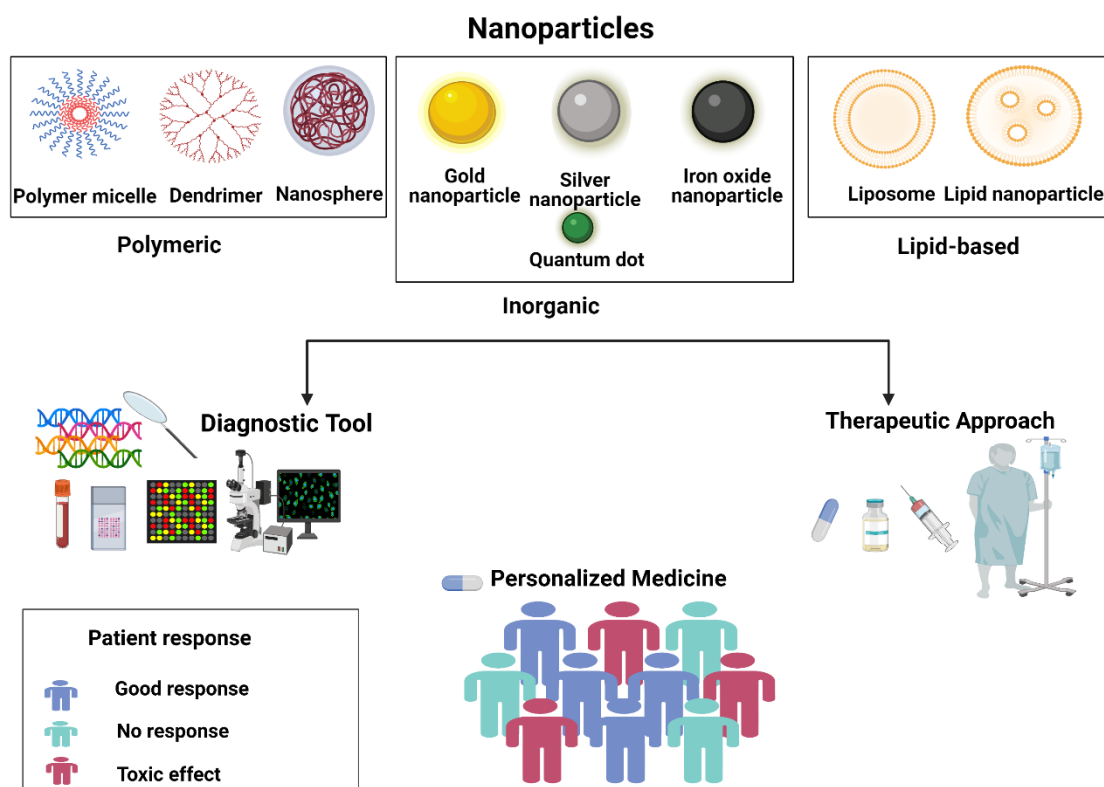 Nanoparticles
Polymer micelle
Dendrimer
Nanosphere
Polymeric
Gold
nanoparticle
Silver
nanoparticle
Iron oxide
nanoparticle
Quantum dot
Inorganic
Liposome
Lipid nanoparticle
Lipid-based
Diagnostic Tool
Therapeutic Approach
Personalized Medicine
Patient response
Good response
No response
Toxic effect